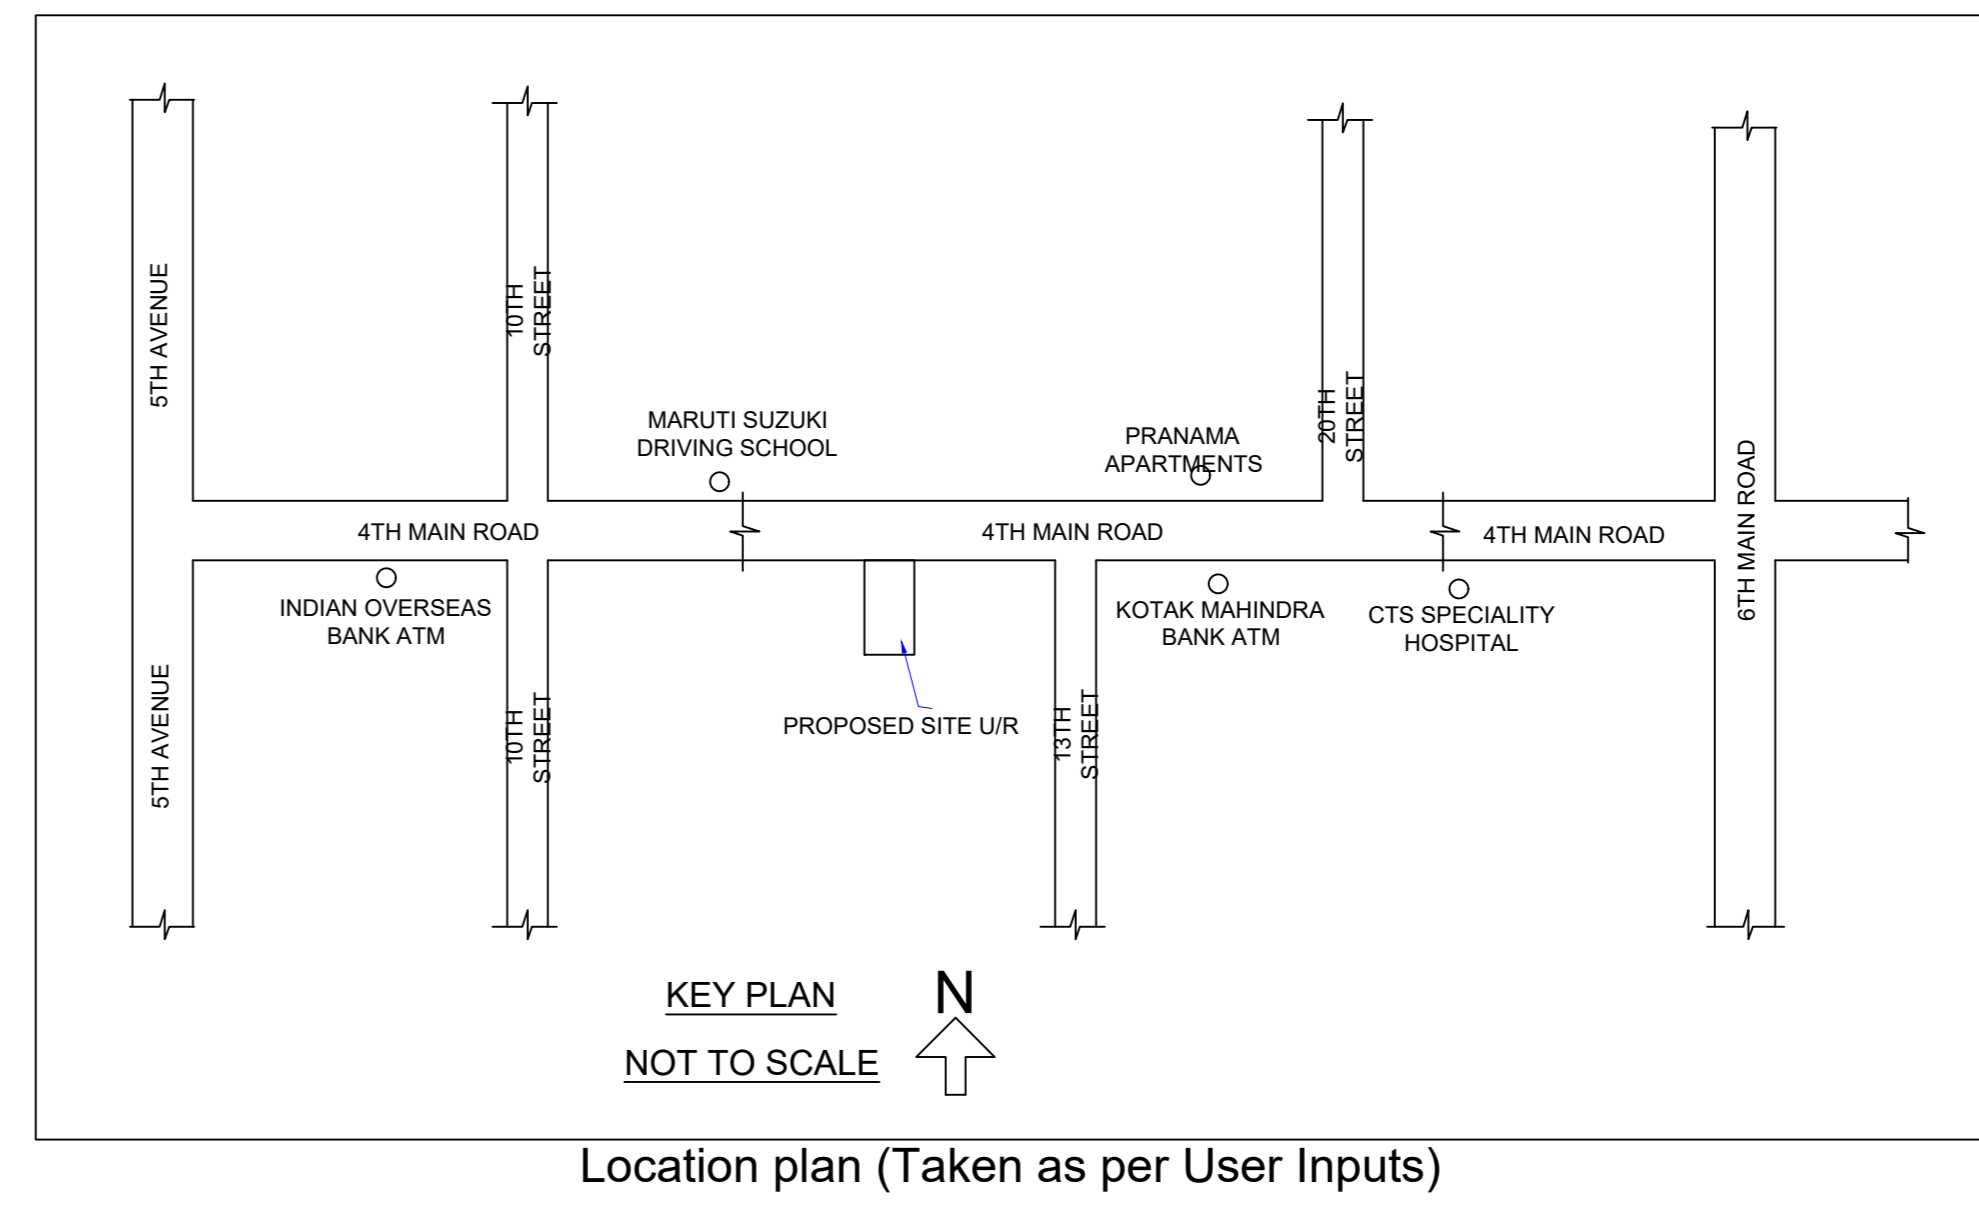 5TH AVENUE
10TH
STREET
MARUTI SUZUKI
DRIVING SCHOOL
PRANAMA
APARTMENTS
20TH
STREET
6TH MAIN ROAD
4TH MAIN ROAD
4TH MAIN ROAD
4TH MAIN ROAD
INDIAN OVERSEAS
BANK ATM
KOTAK MAHINDRA
BANK ATM
CTS SPECIALITY
HOSPITAL
5TH AVENUE
10TH
STREET
PROPOSED SITE U/R
13TH
STREET
KEY PLAN
N
NOT TO SCALE
Location plan (Taken as per User Inputs)